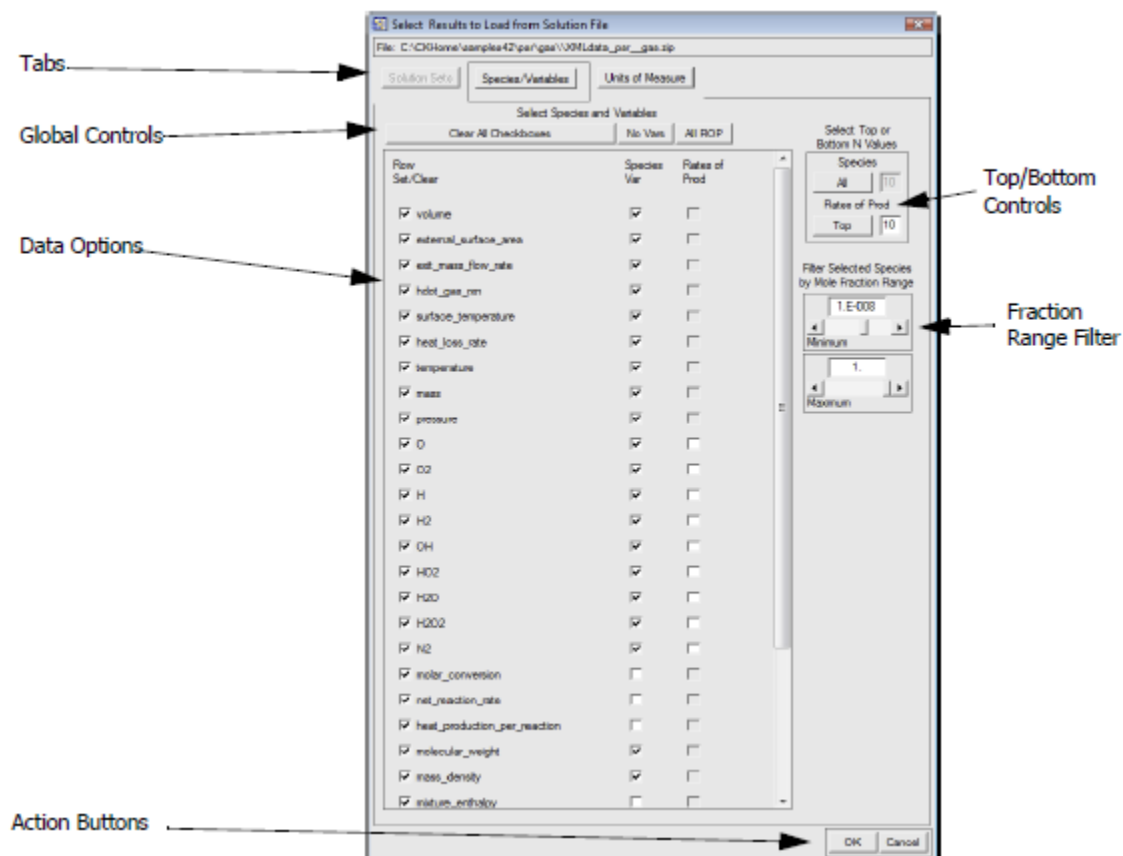 Select Results to Load from Solution File
File: C:\CKHome\samples42\psr\gas\\XMLdata_psr__gas.zip
Tabs
Solution Sets Species/Variables Units of Measure
Select Species and Variables
Global Controls
Clear All Checkboxes No Vars All ROP
Select Top or
Bottom N Values
Row
Set/Clear
Species
Var
Rates of
Prod
Species
All 10
Rates of Prod
Top 10
Top/Bottom
Controls
volume
Data Options
external_surface_area
exit_mass_flow_rate
hdot_gas_rxn
surface_temperature
heat_loss_rate
temperature
mass
pressure
O
O2
H
H2
OH
HO2
H2O
H2O2
N2
molar_conversion
net_reaction_rate
heat_production_per_reaction
molecular_weight
mass_density
mixture_enthalpy
Filter Selected Species
by Mole Fraction Range
1.E-008
Minimum
1.
Maximum
Fraction
Range Filter
Action Buttons
OK Cancel